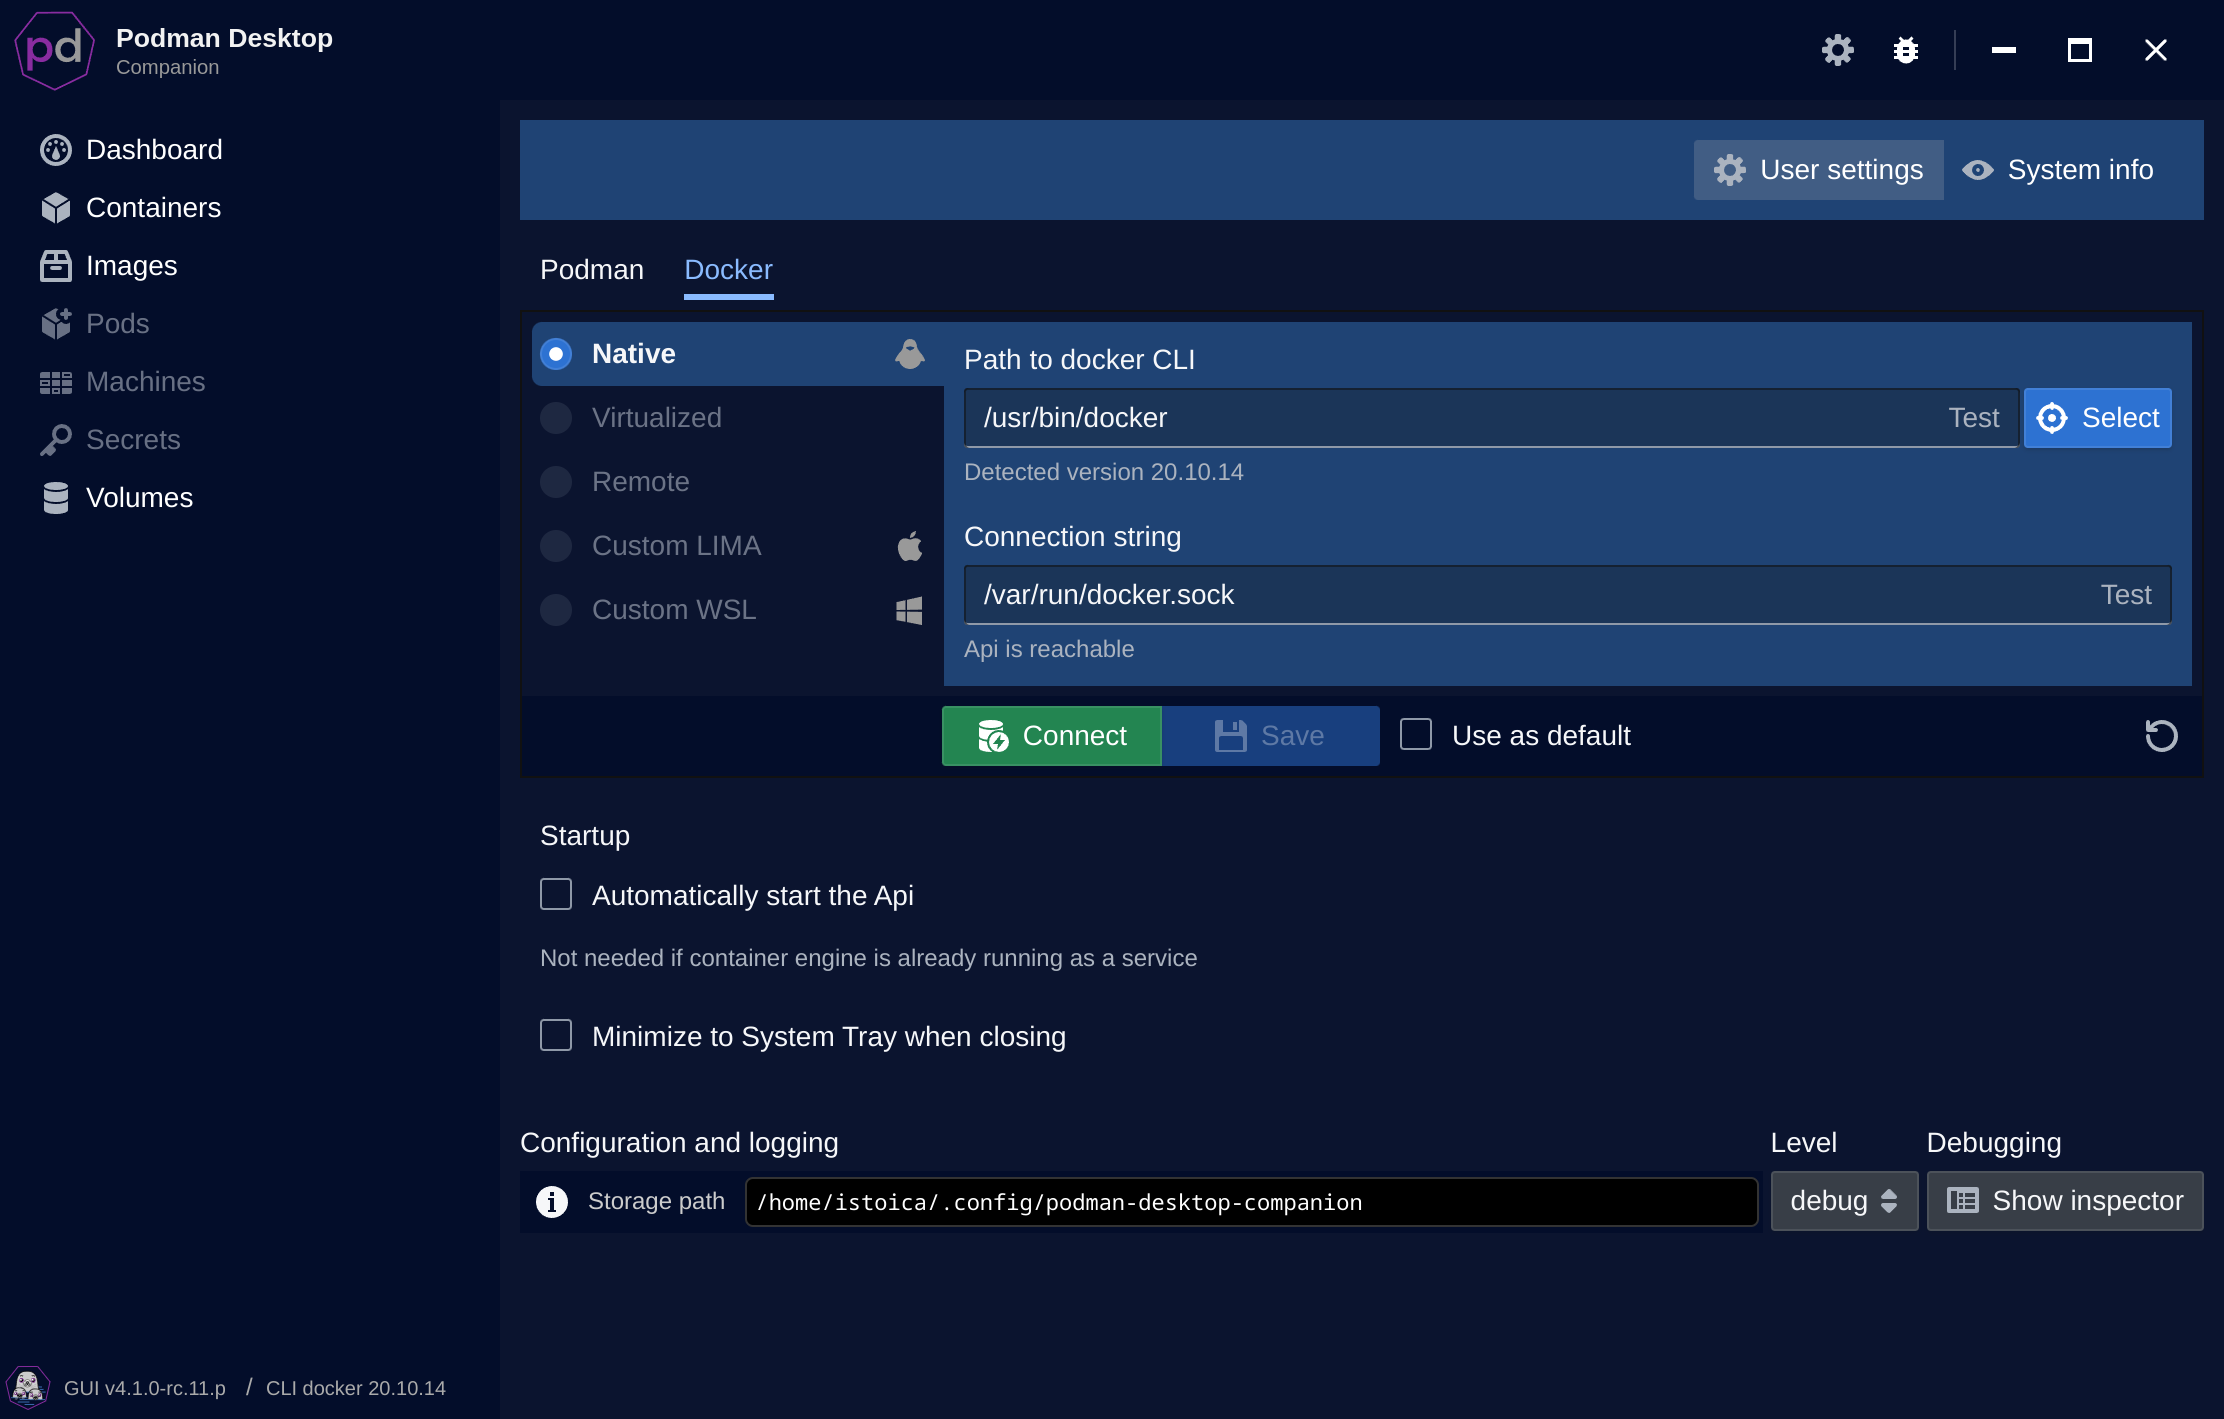 pd
Podman Desktop
Companion
Dashboard
Containers
Images
Pods
Machines
Secrets
Volumes
User settings
System info
Podman
Docker
Native
Virtualized
Remote
Custom LIMA
Custom WSL
Path to docker CLI
/usr/bin/docker
Test
Select
Detected version 20.10.14
Connection string
/var/run/docker.sock
Test
Api is reachable
Connect
Save
Use as default
Startup
Automatically start the Api
Not needed if container engine is already running as a service
Minimize to System Tray when closing
Configuration and logging
Level
Debugging
Storage path
/home/istoica/.config/podman-desktop-companion
debug
Show inspector
GUI v4.1.0-rc.11.p / CLI docker 20.10.14